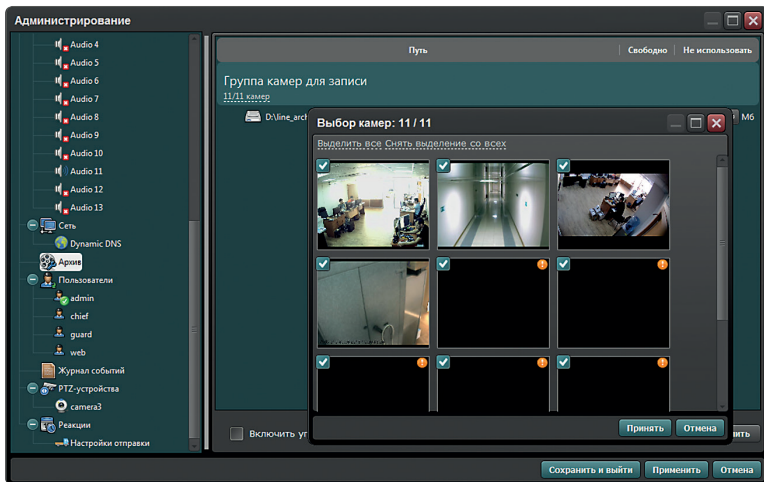 Администрирование
Audio 4
Audio 5
Audio 6
Audio 7
Audio 8
Audio 9
Audio 10
Audio 11
Audio 12
Audio 13
Сеть
Dynamic DNS
Архив
Пользователи
admin
chief
guard
web
Журнал событий
PTZ-устройства
camera3
Реакции
Настройки отправки
Путь
Свободно
Не использовать
Группа камер для записи
11/11 камер
D:\line_arch
Мб
Выбор камер: 11 / 11
Выделить все Снять выделение со всех
Принять
Отмена
Включить уг
ить
Сохранить и выйти
Применить
Отмена